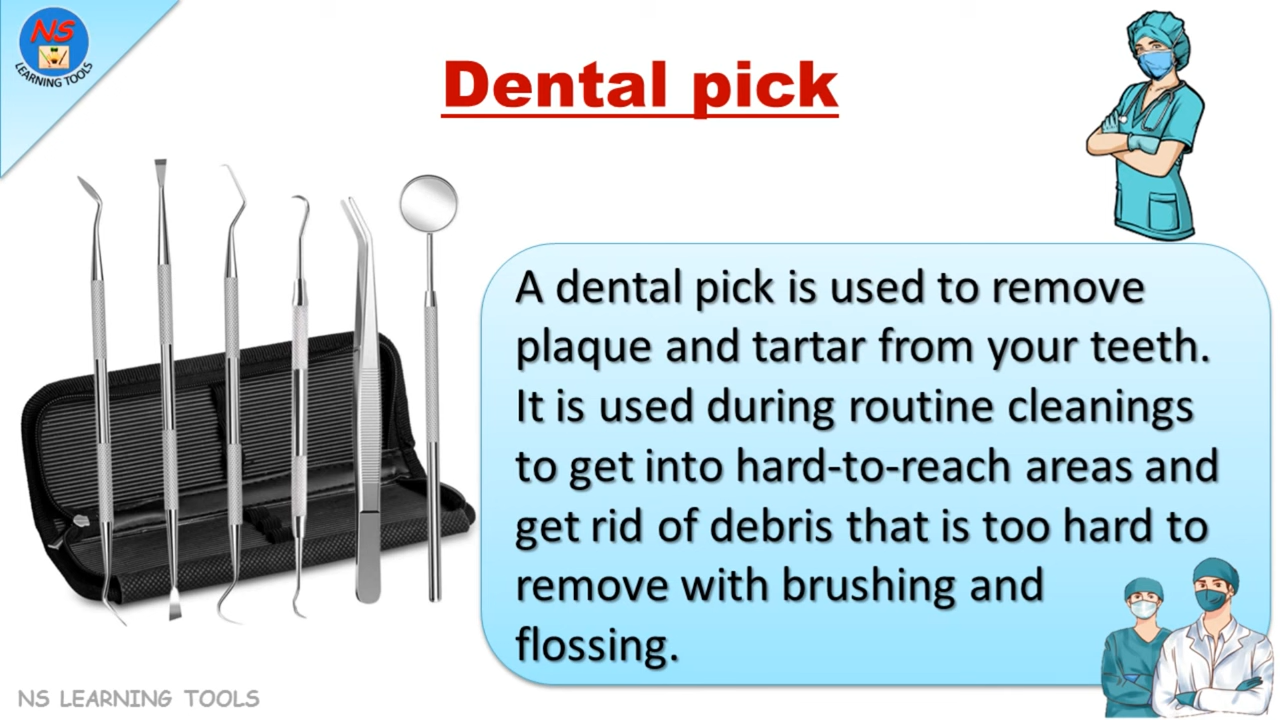 NS
LEARNING TOOLS
Dental pick
A dental pick is used to remove
plaque and tartar from your teeth.
It is used during routine cleanings
to get into hard-to-reach areas and
get rid of debris that is too hard to
remove with brushing and
flossing.
NS LEARNING TOOLS